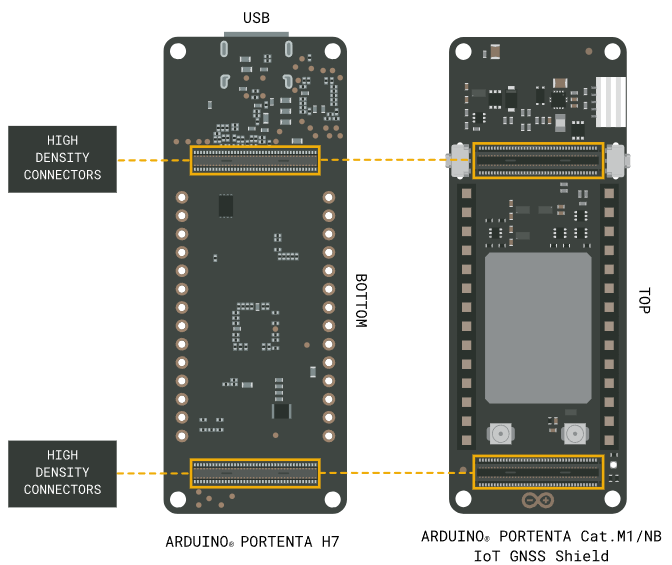 USB
HIGH
DENSITY
CONNECTORS
BOTTOM
TOP
HIGH
DENSITY
CONNECTORS
ARDUINO® PORTENTA H7
ARDUINO® PORTENTA Cat.M1/NB
IoT GNSS Shield